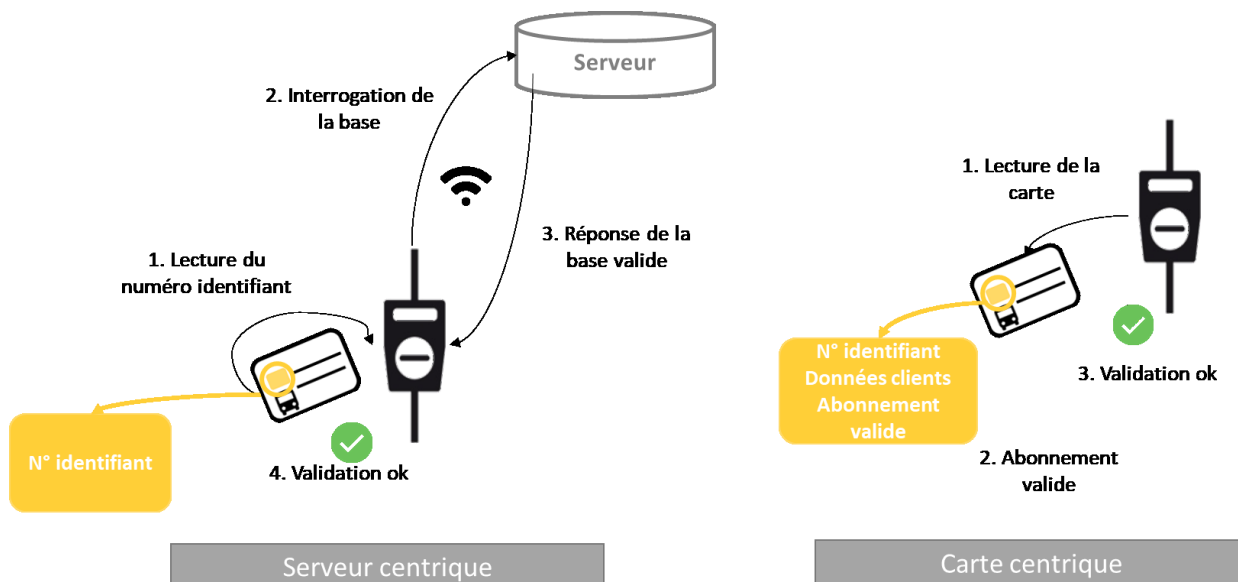 Serveur
2. Interrogation de
la base
3. Réponse de la
base valide
1. Lecture du
numéro identifiant
N° identifiant
4. Validation ok
Serveur centrique
1. Lecture de la
carte
N° identifiant
Données clients
Abonnement
valide
3. Validation ok
2. Abonnement
valide
Carte centrique